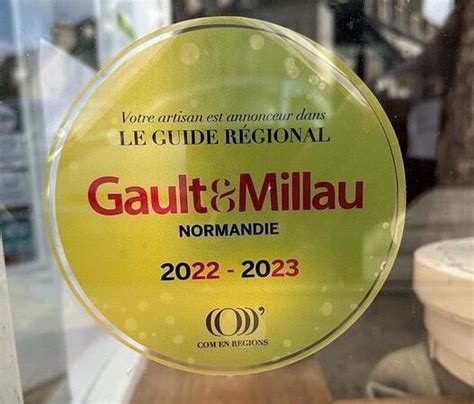 Votre artisan est annonceur dans
LE GUIDE RÉGIONAL
Gault&Millau
NORMANDIE
2022 - 2023
COM EN REGIONS